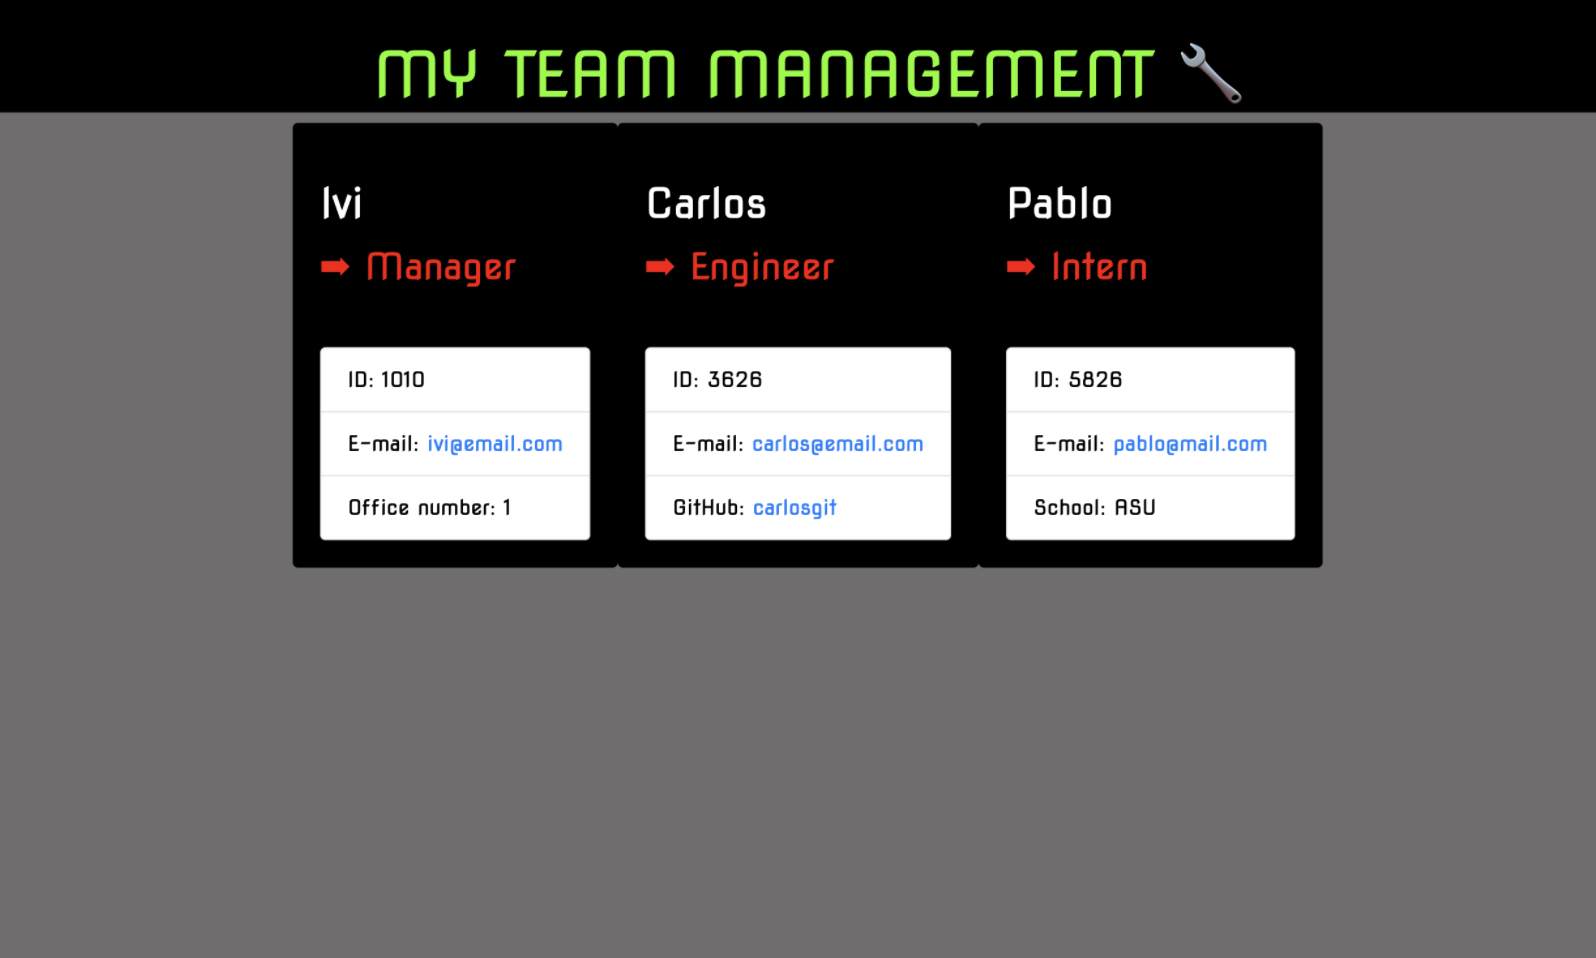 MY TEAM MANAGEMENT 🔧
Ivi
➡ Manager
ID: 1010
E-mail: ivi@email.com
Office number: 1
Carlos
➡ Engineer
ID: 3626
E-mail: carlos@email.com
GitHub: carlosgit
Pablo
➡ Intern
ID: 5826
E-mail: pablo@mail.com
School: ASU